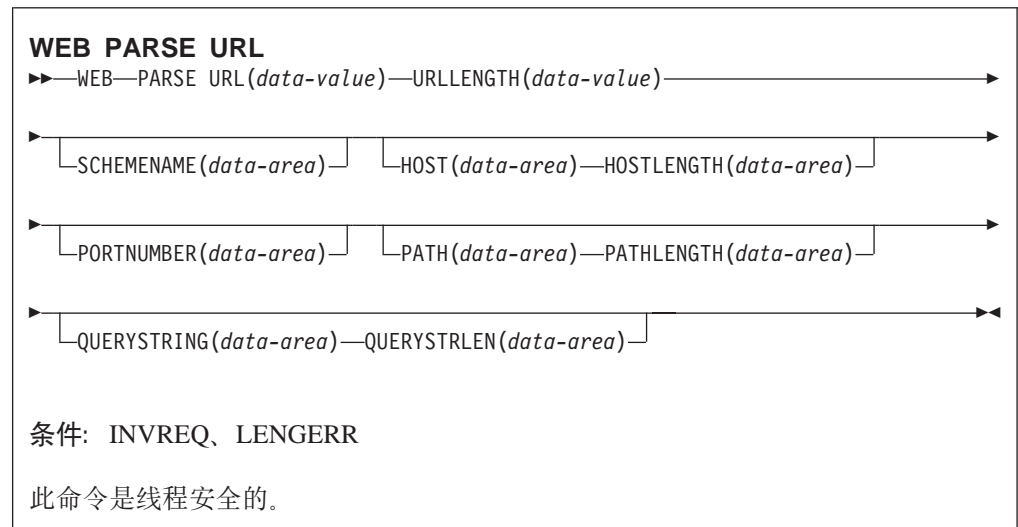 WEB PARSE URL
WEB PARSE URL(data-value) URLLENGTH(data-value)
SCHEMENAME(data-area) HOST(data-area) HOSTLENGTH(data-area)
PORTNUMBER(data-area) PATH(data-area) PATHLENGTH(data-area)
QUERYSTRING(data-area) QUERYSTRLEN(data-area)
条件: INVREQ、LENGERR
此命令是线程安全的。